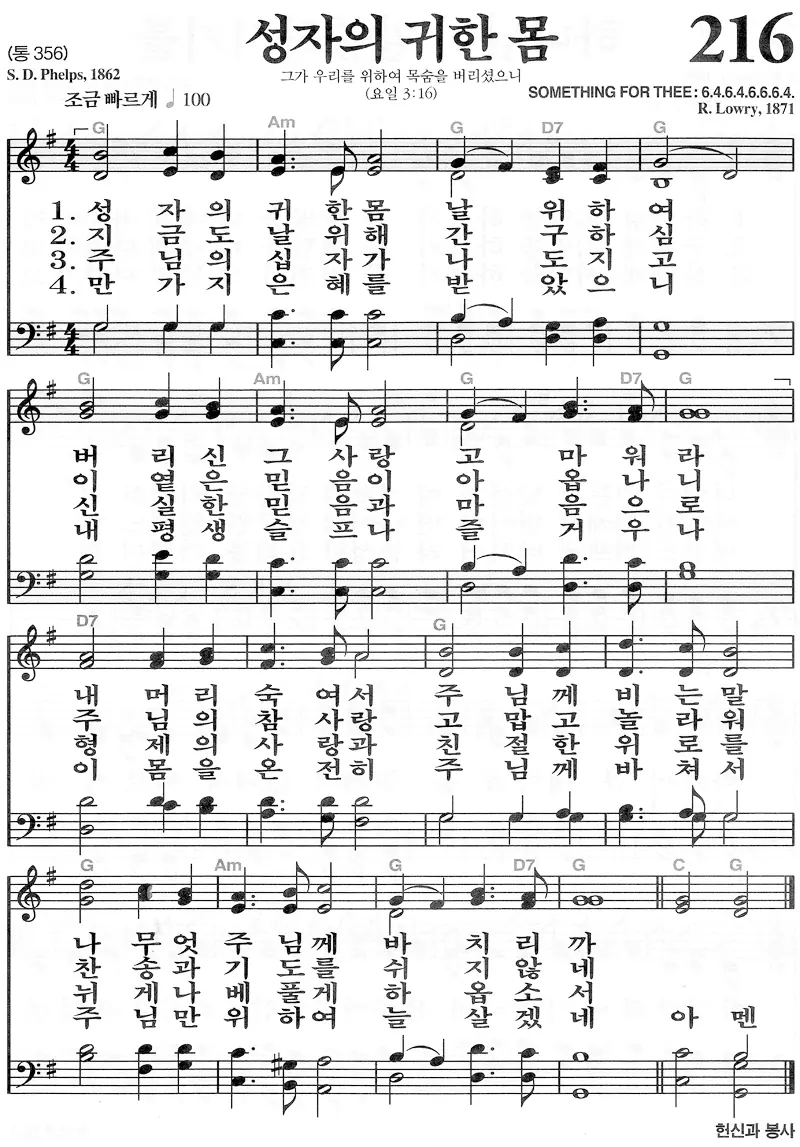 성자의 귀한 몸
216
(통 356)
S. D. Phelps, 1862
그가 우리를 위하여 목숨을 버리셨으니
(요일 3:16)
SOMETHING FOR THEE : 6.4.6.4.6.6.6.4.
R. Lowry, 1871
조금 빠르게 ♩ 100
G Am G D7 G
1. 성 자 의 귀 한 몸 날 위 하 여
2. 지 금 도 날 위 해 간 구 하 심
3. 주 님 의 십 자 가 나 도 지 고
4. 만 가 지 은 혜 를 받 았 으 니
G Am G D7 G
버 리 신 그 사 랑 고 마 워 라
이 옅 은 믿 음 이 아 옵 나 니
신 실 한 믿 음 과 마 음 으 로
내 평 생 슬 프 나 즐 거 우 나
D7 G
내 머 리 숙 여 서 주 님 께 비 는 말
주 님 의 참 사 랑 고 맙 고 놀 라 워
형 제 의 사 랑 과 친 절 한 위 로 를
이 몸 을 온 전 히 주 님 께 바 쳐 서
G Am G D7 G C G
나 무 엇 주 님 께 바 치 리 까
찬 송 과 기 도 를 쉬 지 않 네
뉘 게 나 베 풀 게 하 옵 소 서
주 님 만 위 하 여 늘 살 겠 네 아 멘
헌신과 봉사